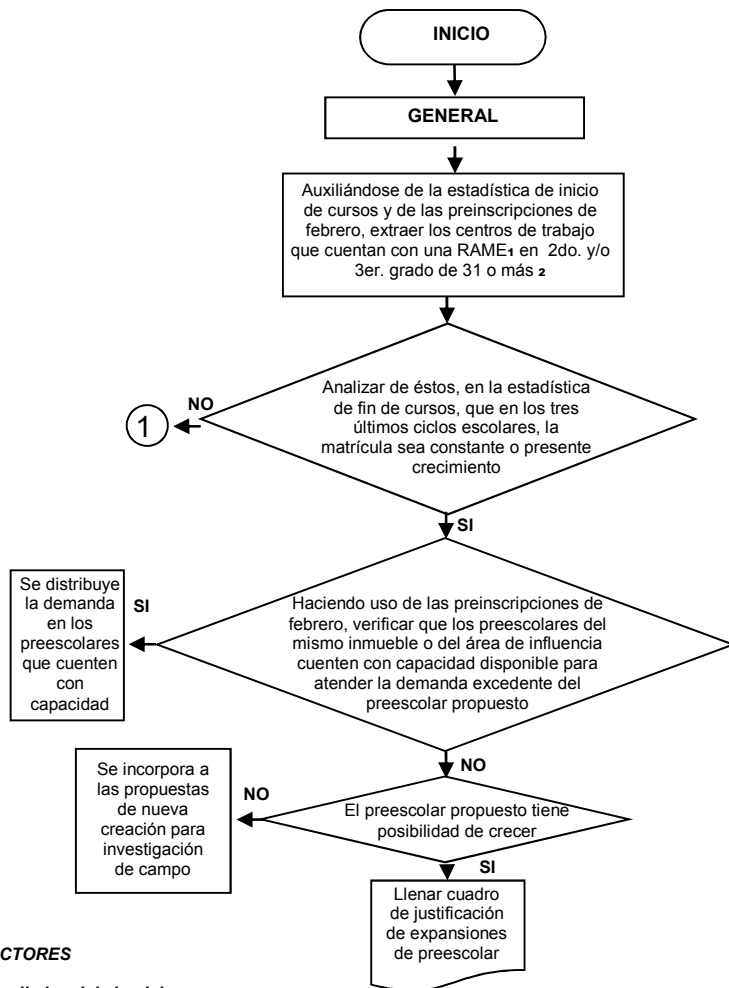 INICIO
GENERAL
Auxiliándose de la estadística de inicio
de cursos y de las preinscripciones de
febrero, extraer los centros de trabajo
que cuentan con una RAME₁ en 2do. y/o
3er. grado de 31 o más ₂
Analizar de éstos, en la estadística
de fin de cursos, que en los tres
últimos ciclos escolares, la
matrícula sea constante o presente
crecimiento
NO
1
SI
Haciendo uso de las preinscripciones de
febrero, verificar que los preescolares del
mismo inmueble o del área de influencia
cuenten con capacidad disponible para
atender la demanda excedente del
preescolar propuesto
SI
Se distribuye
la demanda
en los
preescolares
que cuenten
con
capacidad
NO
El preescolar propuesto tiene
posibilidad de crecer
NO
Se incorpora a
las propuestas
de nueva
creación para
investigación
de campo
SI
Llenar cuadro
de justificación
de expansiones
de preescolar
CTORES